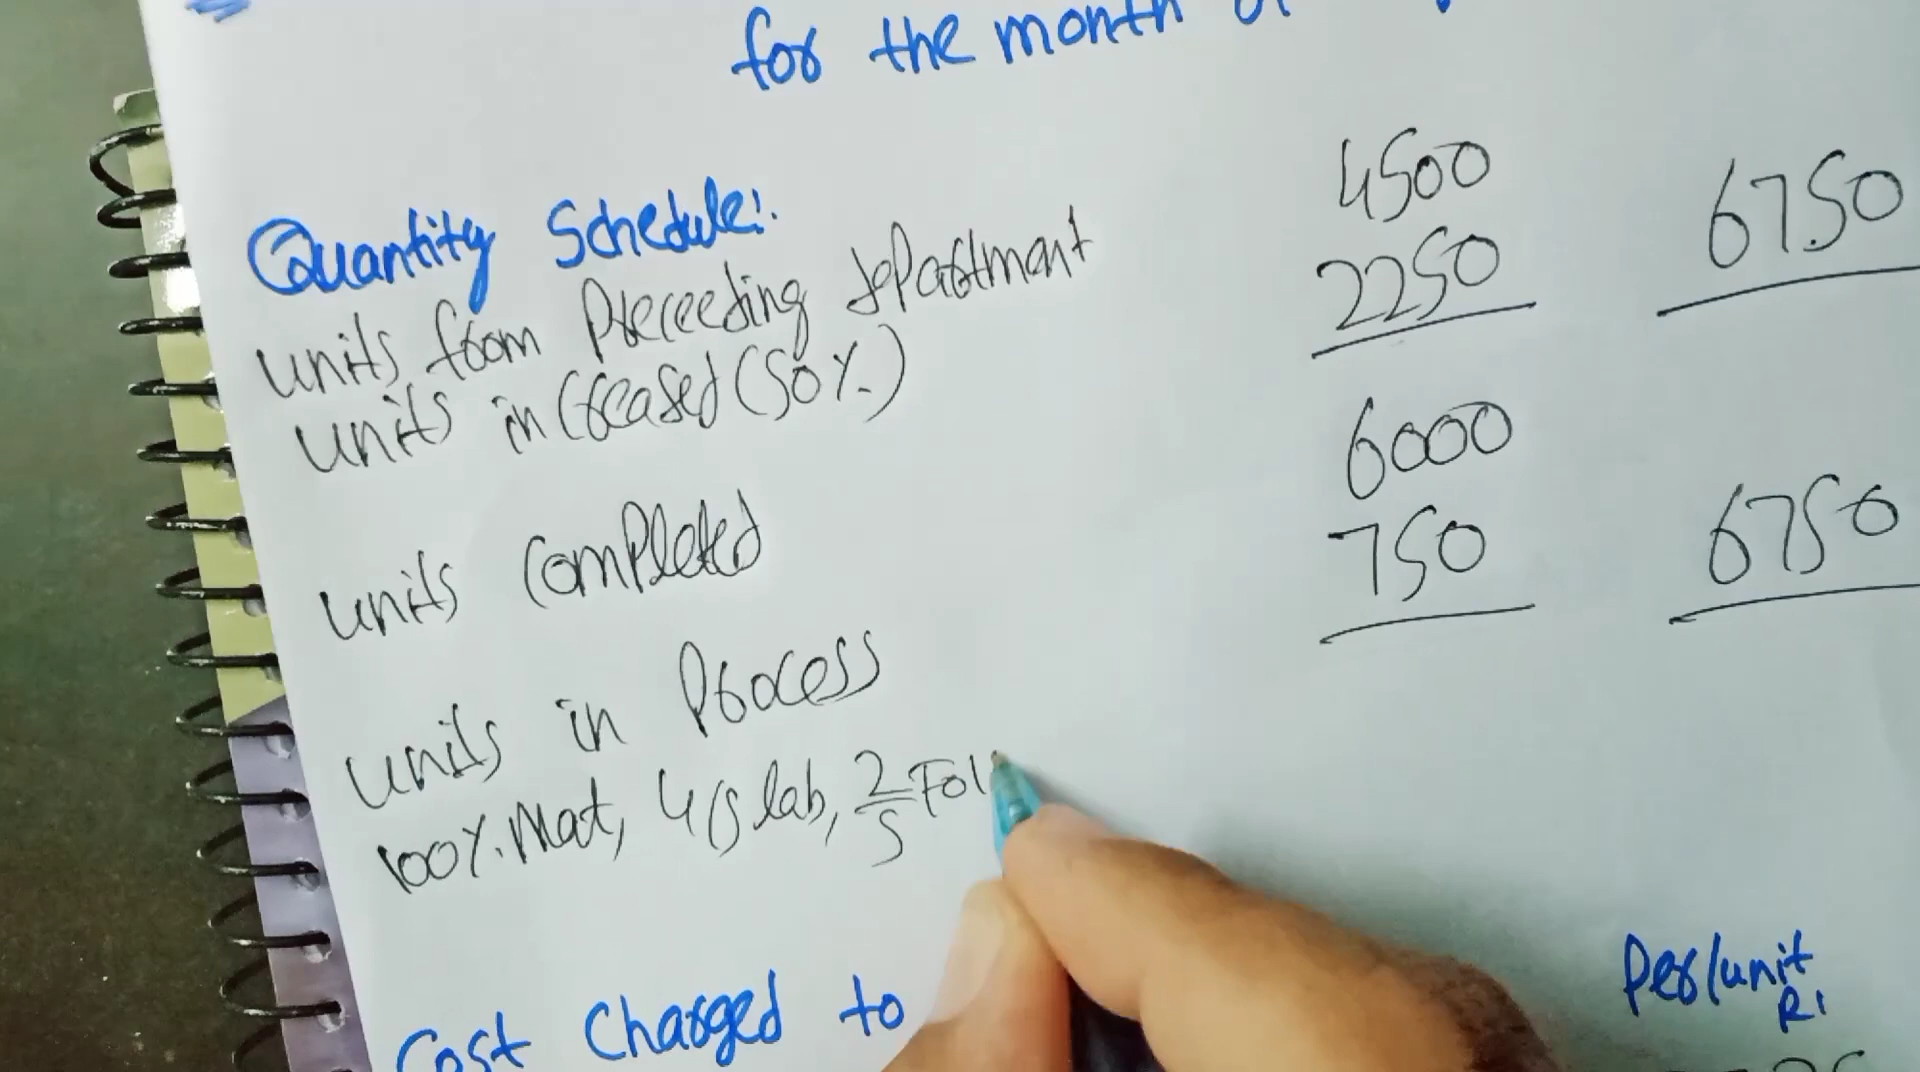 for the month
Quantity Schedule:
units from Preceeding department 4500
units increased (50%.) 2250 6750
units Completed 6000
units in Process 750 6750
100%. Mat, 4/5 lab, 2/5 FoH
Cost Charged to Per/unit